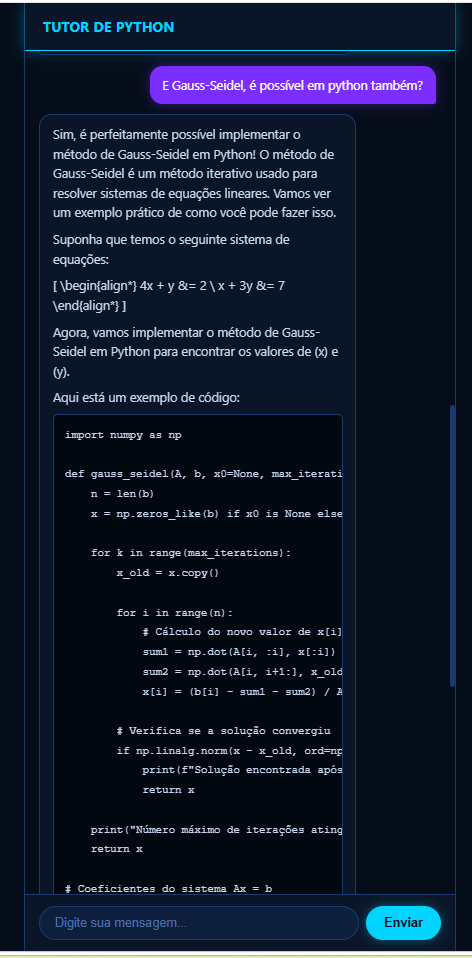 TUTOR DE PYTHON
E Gauss-Seidel, é possível em python também?
Sim, é perfeitamente possível implementar o
método de Gauss-Seidel em Python! O método de
Gauss-Seidel é um método iterativo usado para
resolver sistemas de equações lineares. Vamos ver
um exemplo prático de como você pode fazer isso.
Suponha que temos o seguinte sistema de
equações:
[ \begin{align*} 4x + y &= 2 \ x + 3y &= 7
\end{align*} ]
Agora, vamos implementar o método de Gauss-
Seidel em Python para encontrar os valores de (x) e
(y).
Aqui está um exemplo de código:
import numpy as np
def gauss_seidel(A, b, x0=None, max_iterati
    n = len(b)
    x = np.zeros_like(b) if x0 is None else
    for k in range(max_iterations):
        x_old = x.copy()
        for i in range(n):
            # Cálculo do novo valor de x[i]
            sum1 = np.dot(A[i, :i], x[:i])
            sum2 = np.dot(A[i, i+1:], x_old
            x[i] = (b[i] - sum1 - sum2) / A
        # Verifica se a solução convergiu
        if np.linalg.norm(x - x_old, ord=np
            print(f"Solução encontrada após
            return x
    print("Número máximo de iterações ating
    return x
# Coeficientes do sistema Ax = b
Digite sua mensagem...
Enviar